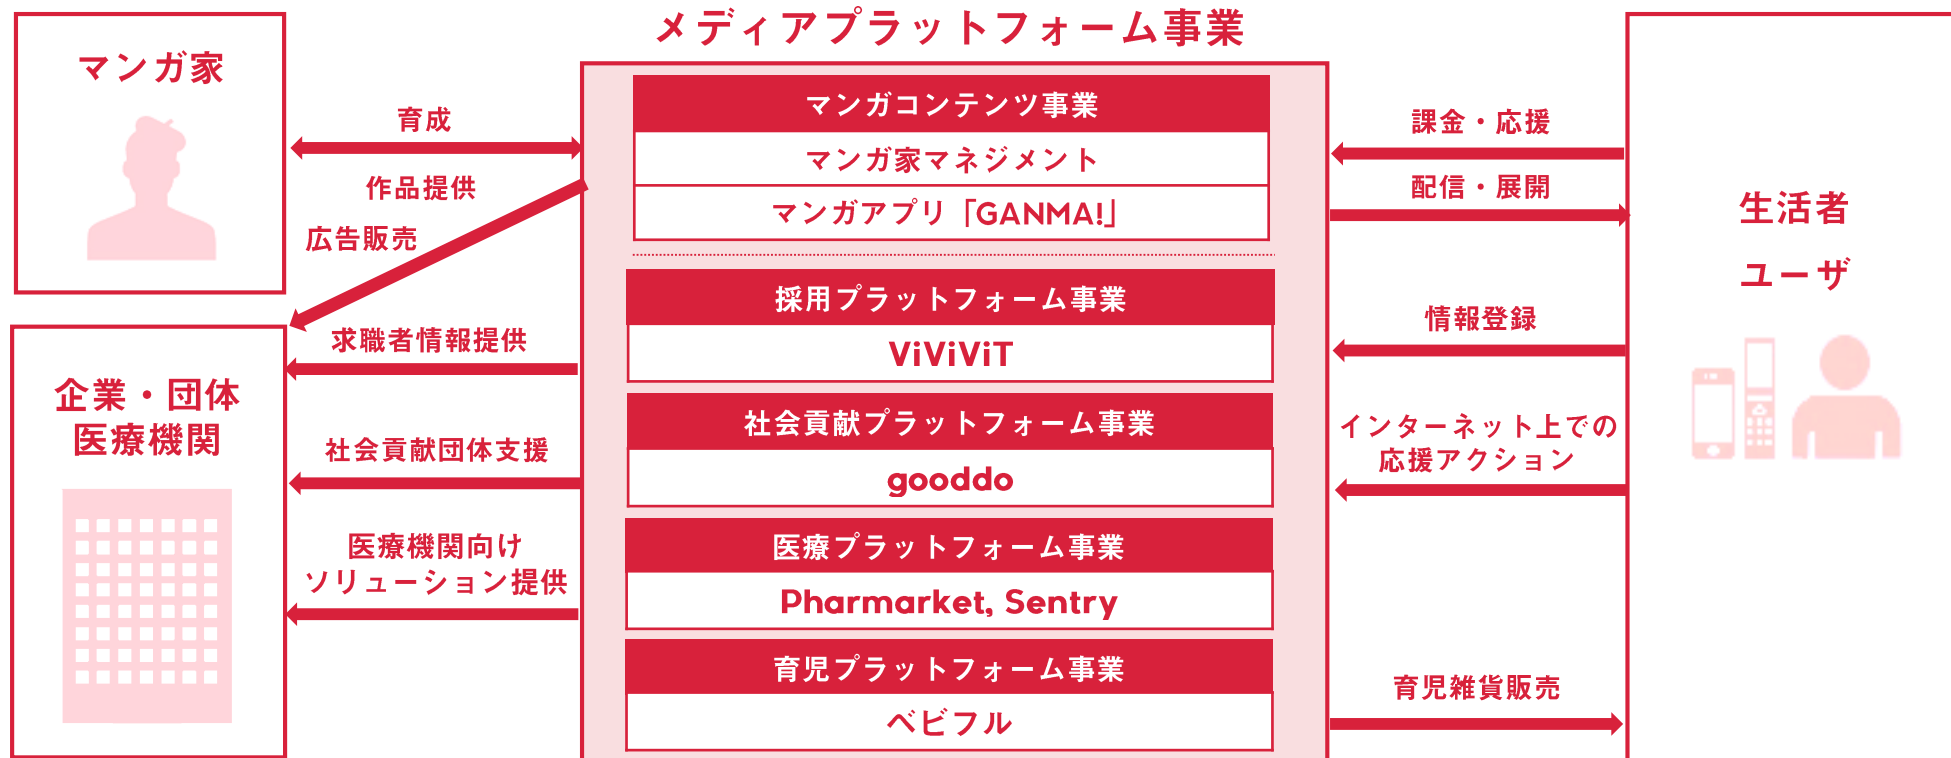 メディアプラットフォーム事業
マンガ家
育成
作品提供
広告販売
求職者情報提供
企業・団体
医療機関
社会貢献団体支援
医療機関向け
ソリューション提供
マンガコンテンツ事業
マンガ家マネジメント
マンガアプリ「GANMA!」
採用プラットフォーム事業
ViViViT
社会貢献プラットフォーム事業
gooddo
医療プラットフォーム事業
Pharmarket, Sentry
育児プラットフォーム事業
ベビフル
課金・応援
配信・展開
情報登録
インターネット上での
応援アクション
育児雑貨販売
生活者
ユーザ